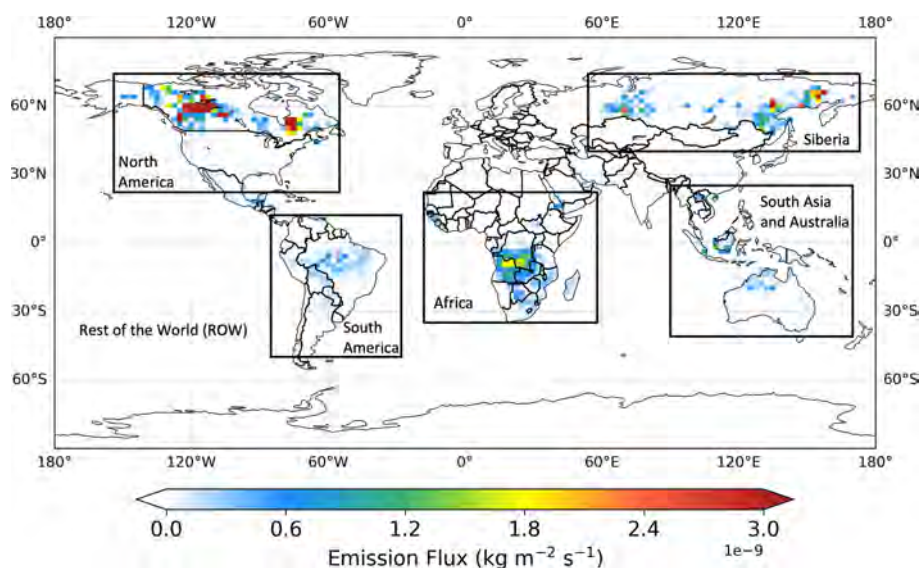 180° 120°W 60°W 0° 60°E 120°E 180°
60°N 60°N
Siberia
30°N 30°N
North
America
South Asia
and Australia
0° 0°
Africa
30°S 30°S
Rest of the World (ROW)
South
America
60°S 60°S
180° 120°W 60°W 0° 60°E 120°E 180°
0.0 0.6 1.2 1.8 2.4 3.0
1e−9
Emission Flux (kg m−2 s−1)